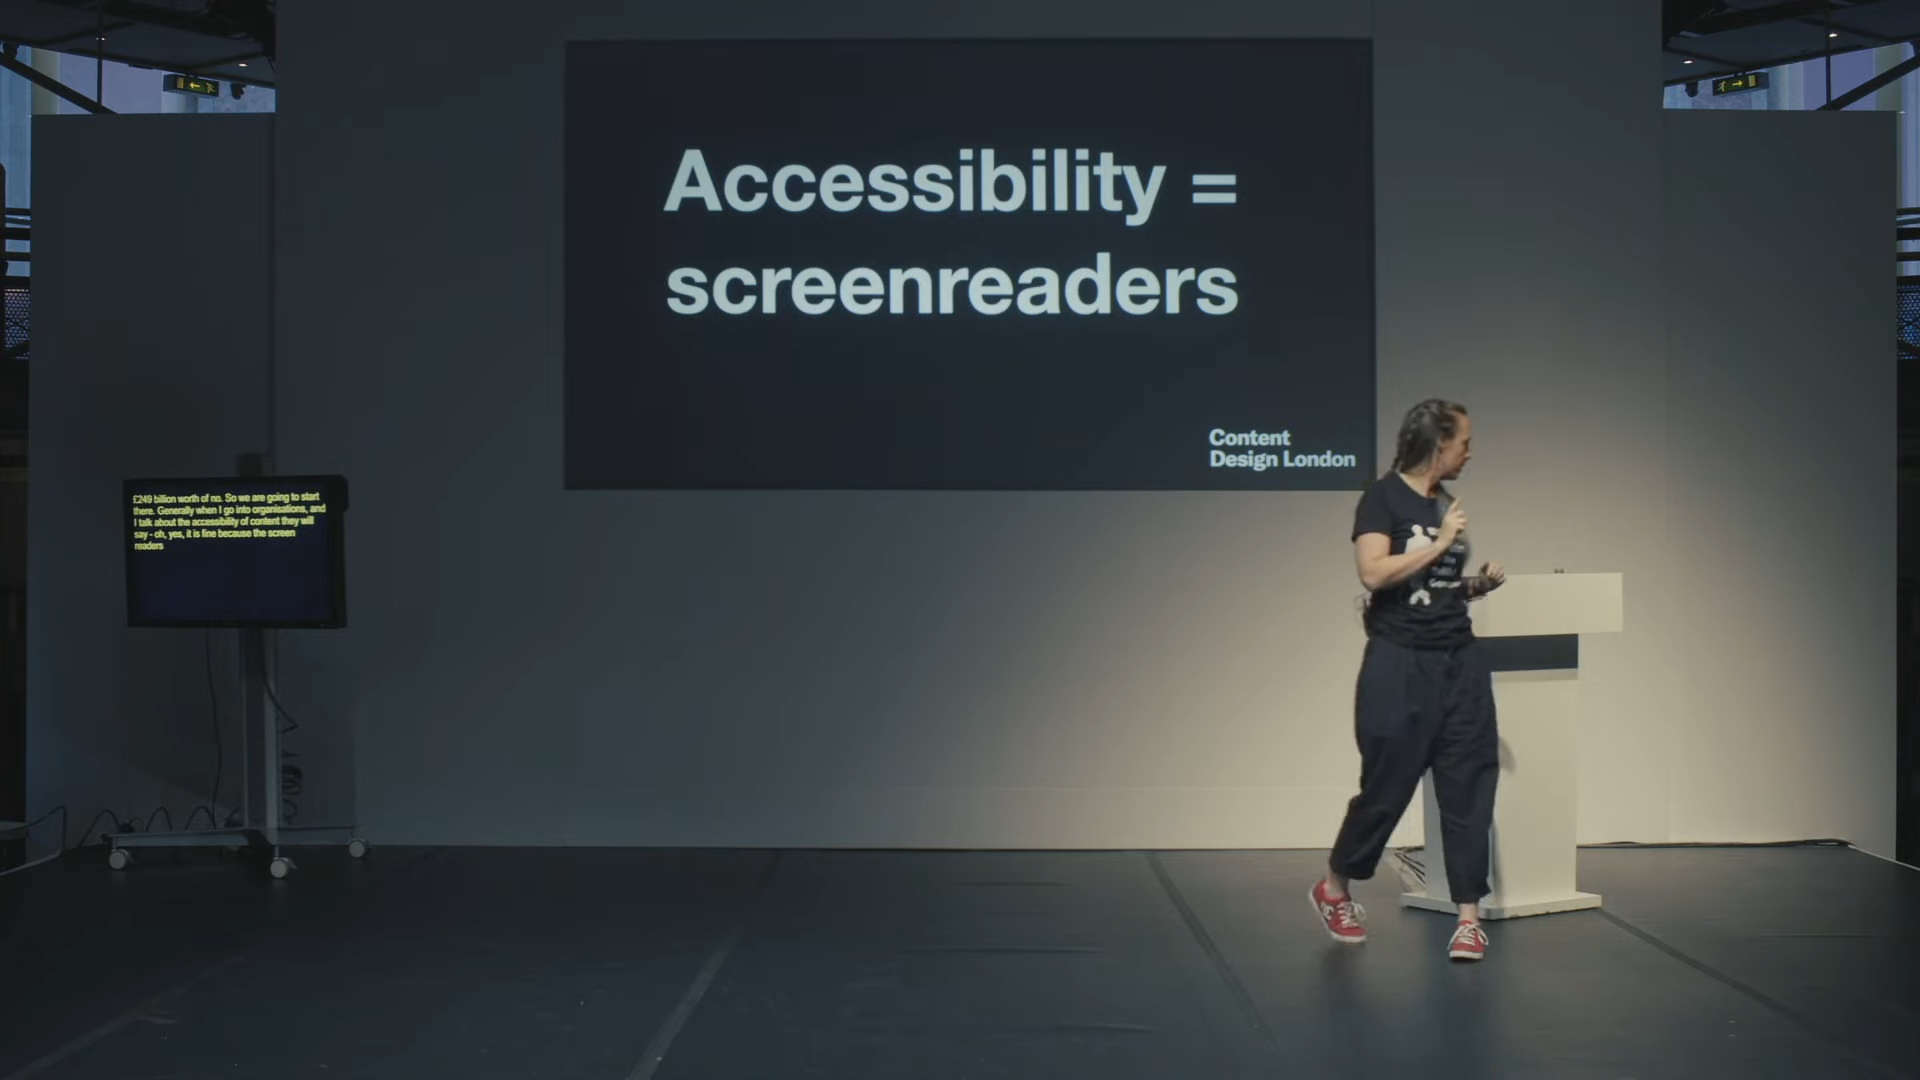 Accessibility =
screenreaders
Content
Design London
£249 billion worth of no. So we are going to start
there. Generally when I go into organisations, and
I talk about the accessibility of content they will
say - oh, yes, it is fine because the screen
readers